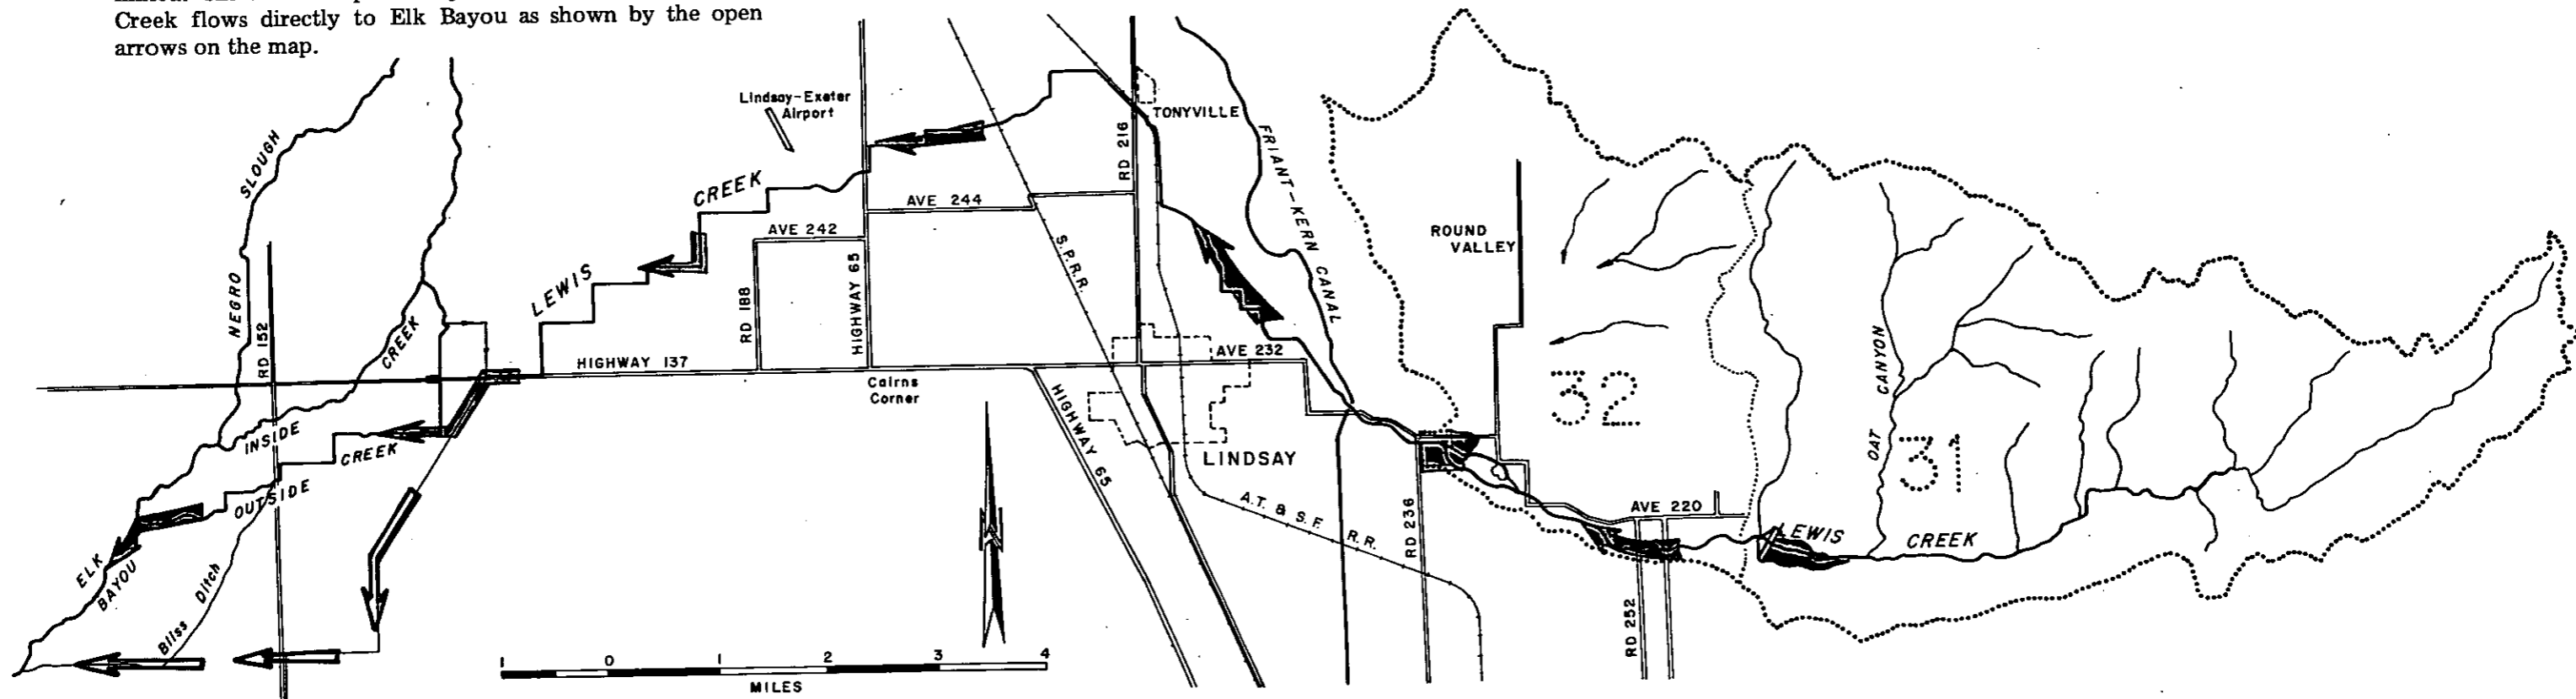 Creek flows directly to Elk Bayou as shown by the open
arrows on the map.
Lindsay-Exeter
Airport
TONYVILLE
SLOUGH
NEGRO
RD 152
CREEK
LEWIS
CREEK
AVE 242
AVE 244
RD 188
HIGHWAY 65
S.P.R.R.
RD 216
FRIANT-KERN CANAL
ROUND
VALLEY
HIGHWAY 137
Cairns
Corner
AVE 232
HIGHWAY 65
LINDSAY
32
OAT CANYON
31
INSIDE
CREEK
OUTSIDE
ELK
BAYOU
Bliss Ditch
A.T. & S.F. R.R.
RD 236
AVE 220
RD 252
LEWIS
CREEK
1 0 1 2 3 4
MILES